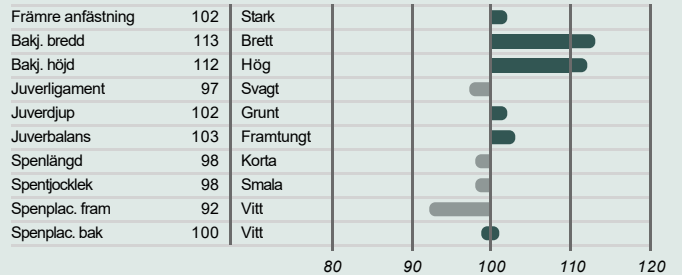 Främre anfästning 102 Stark
Bakj. bredd 113 Brett
Bakj. höjd 112 Hög
Juverligament 97 Svagt
Juverdjup 102 Grunt
Juverbalans 103 Framtungt
Spenlängd 98 Korta
Spentjocklek 98 Smala
Spenplac. fram 92 Vitt
Spenplac. bak 100 Vitt
80 90 100 110 120